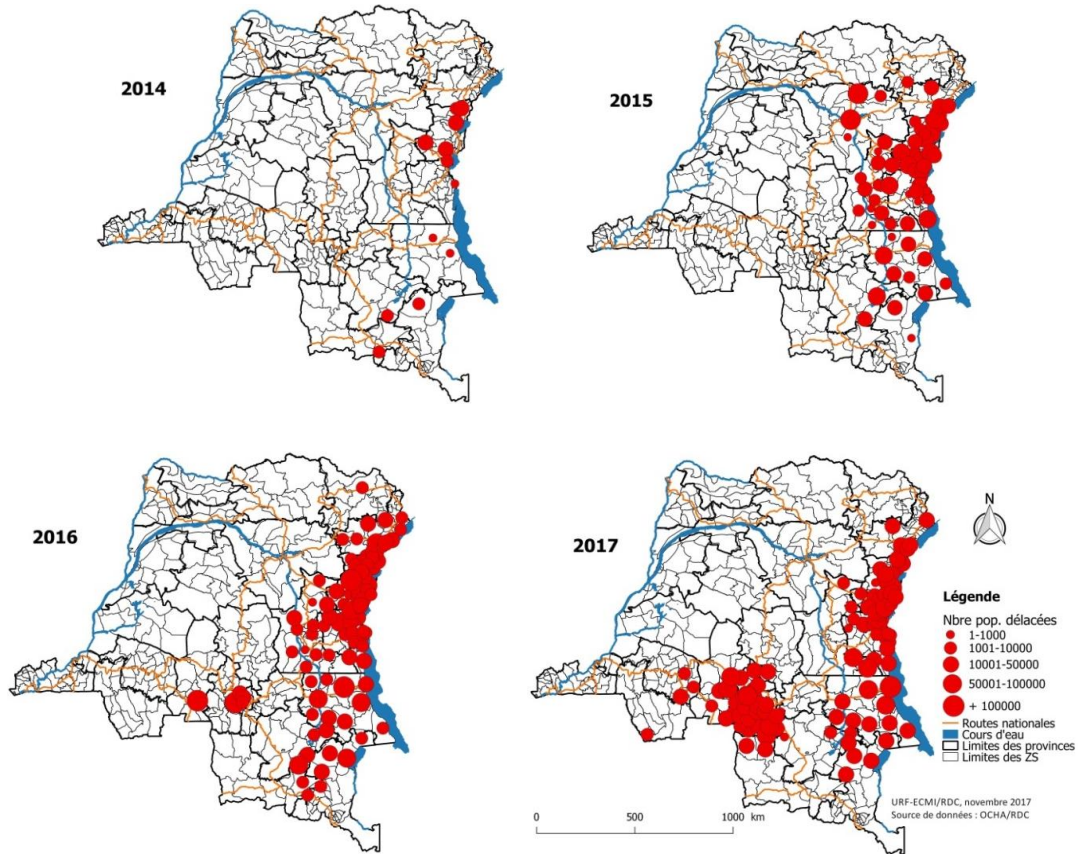 2014
2015
2016
2017
N
Légende
Nbre pop. délacées
1-1000
1001-10000
10001-50000
50001-100000
+ 100000
Routes nationales
Cours d'eau
Limites des provinces
Limites des ZS
URF-ECMI/RDC, novembre 2017
Source de données : OCHA/RDC
0 500 1000 km